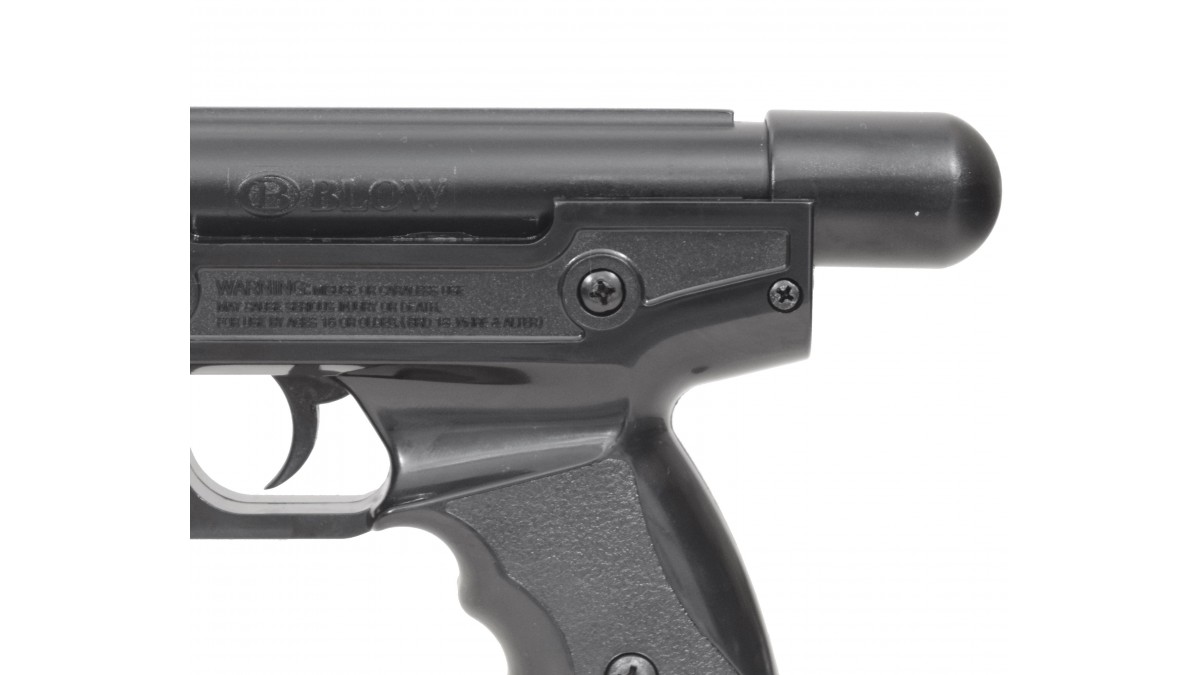 B BLOW
WARNING: MISUSE OR CARELESS USE
MAY CAUSE SERIOUS INJURY OR DEATH.
FOR USE BY AGES 16 OR OLDER.